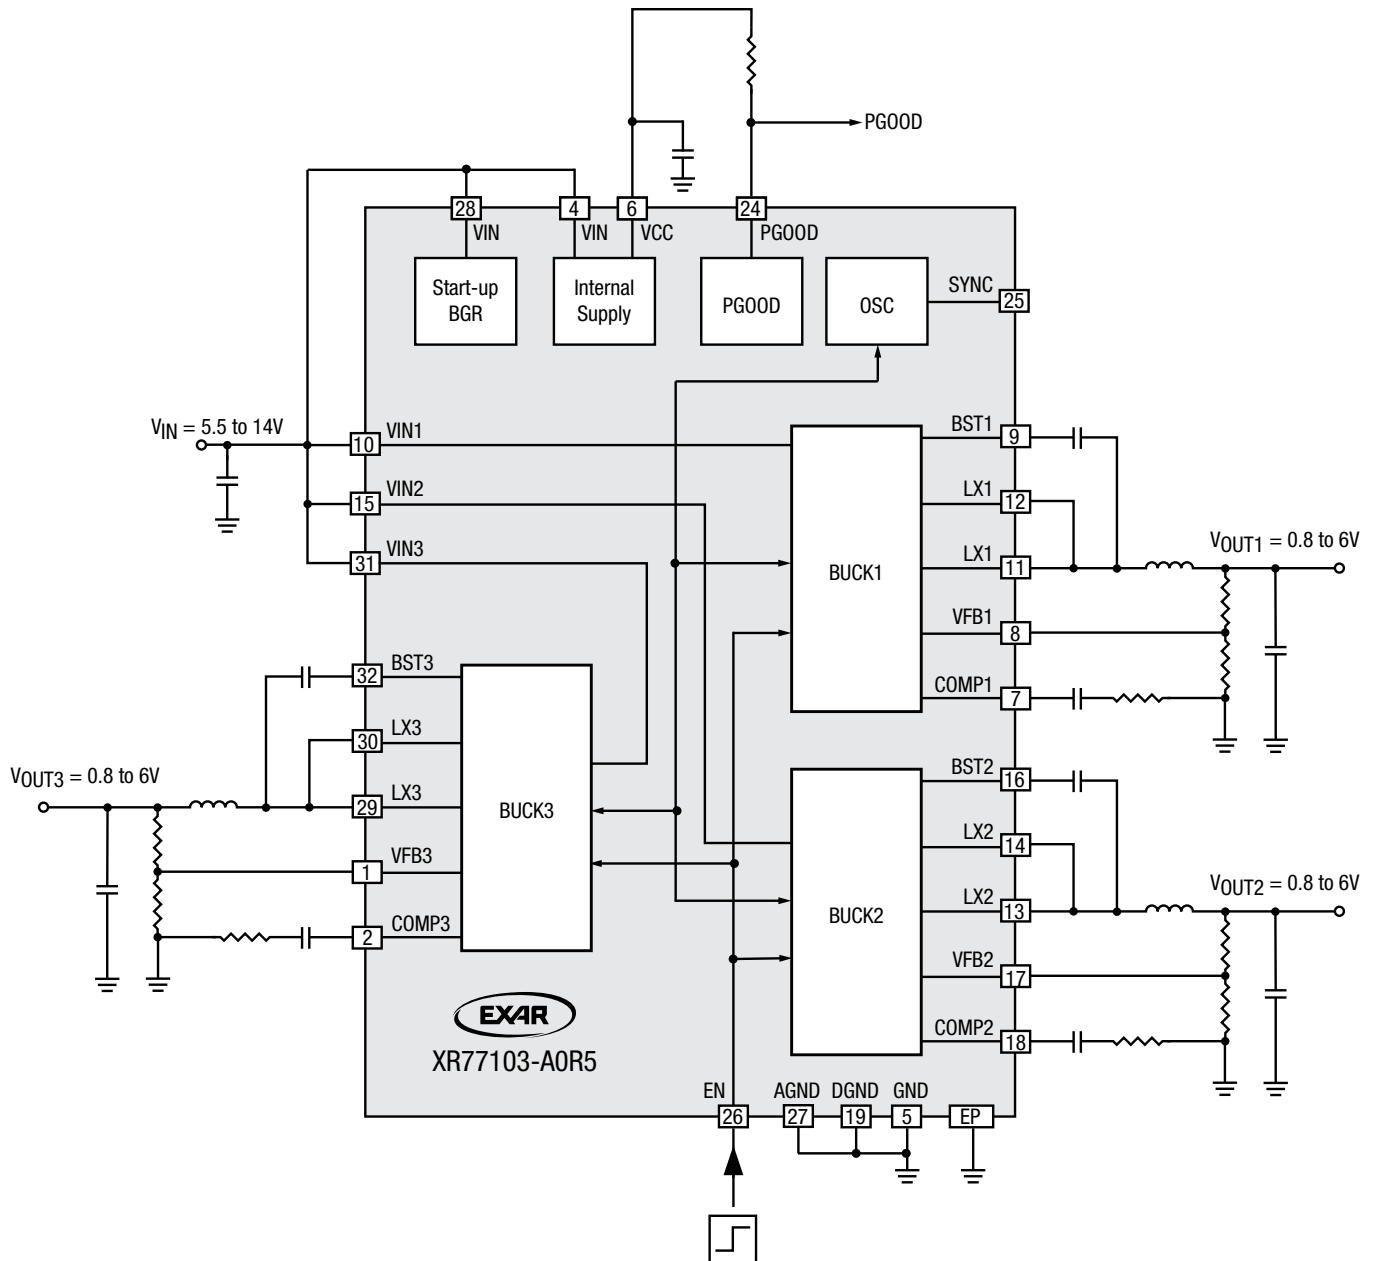 PGOOD
28
4
6
24
VIN
VIN
VCC
PGOOD
Start-up
BGR
Internal
Supply
PGOOD
OSC
SYNC
25
VIN = 5.5 to 14V
10
VIN1
15
VIN2
31
VIN3
BUCK1
BST1
9
LX1
12
LX1
11
VFB1
8
COMP1
7
VOUT1 = 0.8 to 6V
32
BST3
30
LX3
29
LX3
1
VFB3
2
COMP3
VOUT3 = 0.8 to 6V
BUCK3
BUCK2
BST2
16
LX2
14
LX2
13
VFB2
17
COMP2
18
VOUT2 = 0.8 to 6V
EXAR
XR77103-A0R5
EN
AGND
DGND
GND
26
27
19
5
EP